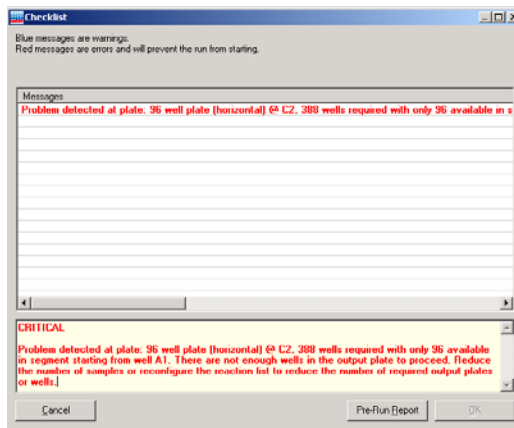 Checklist
Blue messages are warnings.
Red messages are errors and will prevent the run from starting.
Messages
Problem detected at plate: 96 well plate (horizontal) @ C2, 388 wells required with only 96 available in s
CRITICAL
Problem detected at plate: 96 well plate (horizontal) @ C2, 388 wells required with only 96 available
in segment starting from well A1. There are not enough wells in the output plate to proceed. Reduce
the number of samples or reconfigure the reaction list to reduce the number of required output plates
or wells.
Cancel
Pre-Run Report
OK